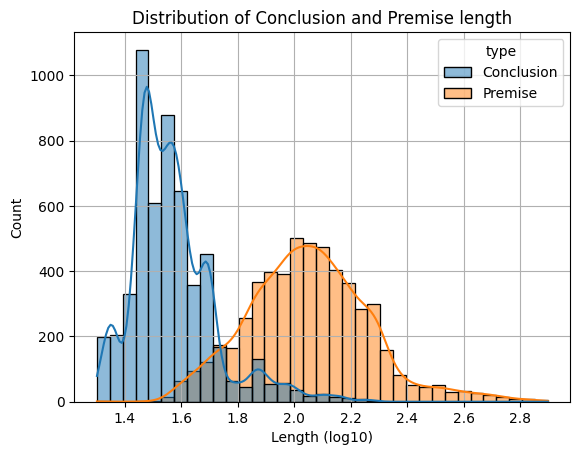 Distribution of Conclusion and Premise length
type
Conclusion
Premise
Count
1000
800
600
400
200
0
1.4 1.6 1.8 2.0 2.2 2.4 2.6 2.8
Length (log10)